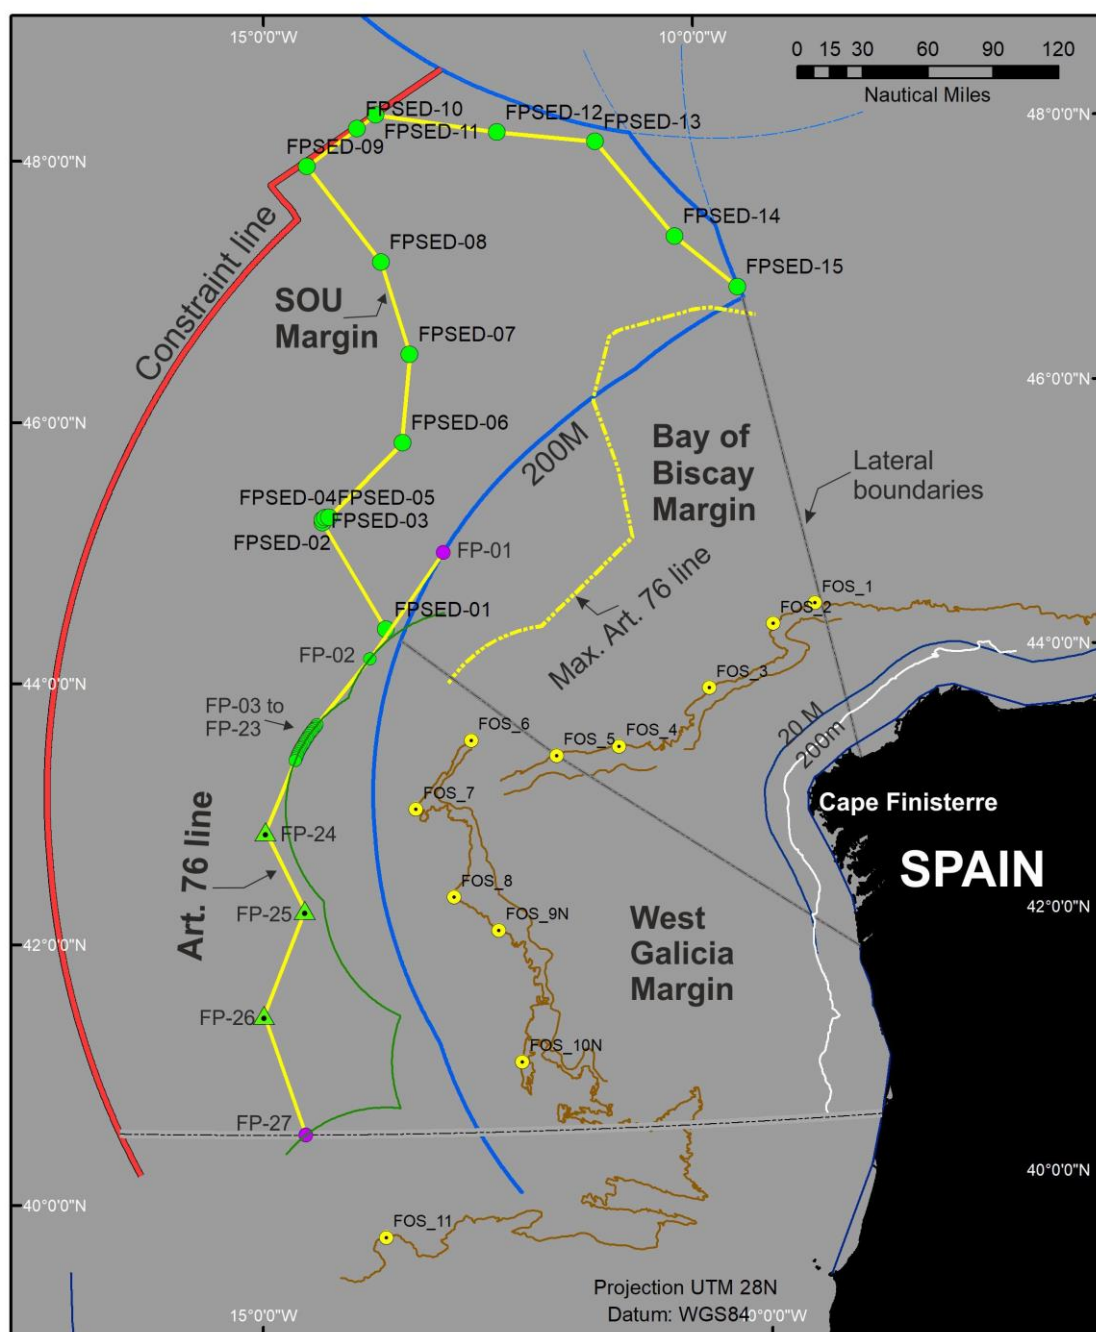 15°0'0"W
10°0'0"W
0 15 30 60 90 120
Nautical Miles
48°0'0"N
48°0'0"N
FPSED-10
FPSED-12
FPSED-11
FPSED-13
FPSED-09
FPSED-14
FPSED-08
FPSED-15
Constraint line
SOU
Margin
FPSED-07
46°0'0"N
46°0'0"N
FPSED-06
200M
Bay of
Biscay
Margin
Lateral
boundaries
FPSED-04
FPSED-05
FPSED-03
FPSED-02
FP-01
FPSED-01
FOS_1
FOS_2
Max. Art. 76 line
44°0'0"N
44°0'0"N
FP-02
FOS_3
FP-03 to
FP-23
FOS_6
FOS_5
FOS_4
20 M
200m
FOS_7
Cape Finisterre
SPAIN
FP-24
Art. 76 line
FOS_8
FP-25
FOS_9N
42°0'0"N
42°0'0"N
West
Galicia
Margin
FP-26
FOS_10N
FP-27
40°0'0"N
40°0'0"N
FOS_11
Projection UTM 28N
Datum: WGS84
15°0'0"W
10°0'0"W